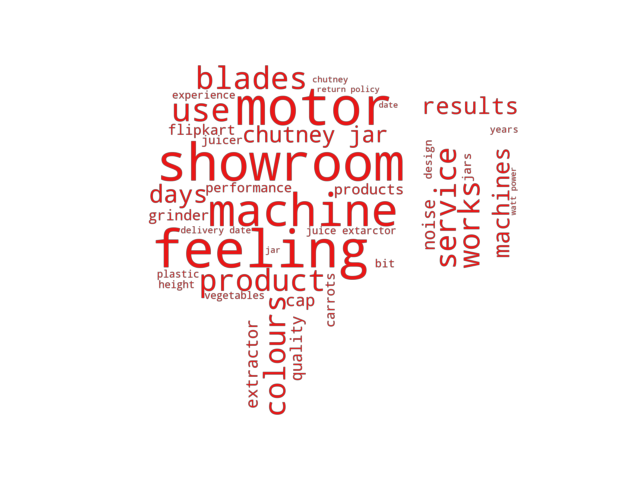 blades
chutney
return policy
experience
use
motor
date
results
flipkart
juicer
chutney jar
years
showroom
design
service
jars
machines
watt power
days
performance
products
noise
works
grinder
machine
delivery date
feeling
juice extarctor
jar
bit
plastic
height
product
vegetables
cap
carrots
colours
quality
extractor